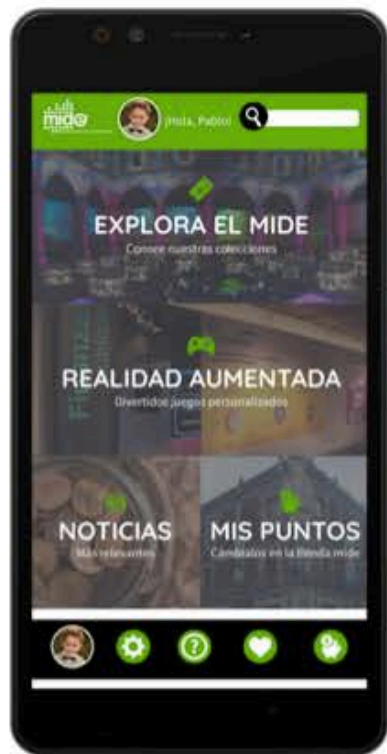 mide
¡Hola, Pablo!
EXPLORA EL MIDE
Conoce nuestras colecciones
REALIDAD AUMENTADA
Divertidos juegos personalizados
NOTICIAS
Más relevantes
MIS PUNTOS
Cámbialos en la tienda mide
?